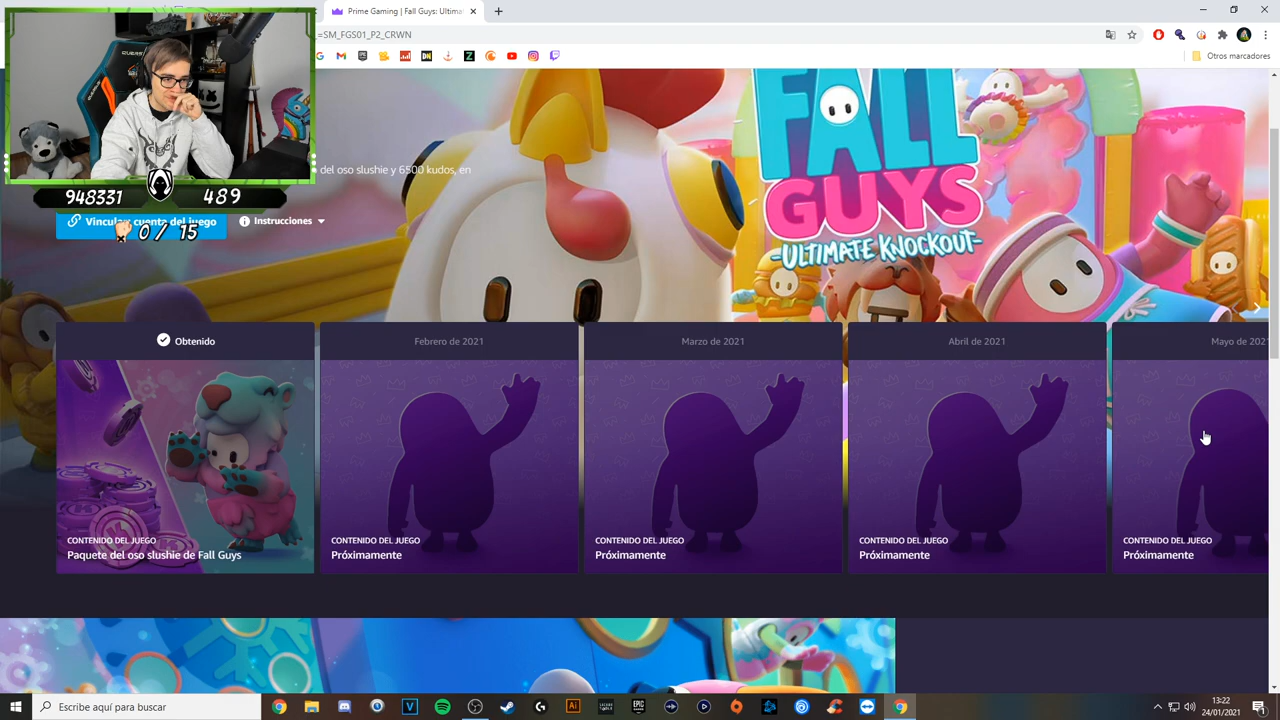 Prime Gaming | Fall Guys: Ultima
=SM_FGS01_P2_CRWN
Otros marcadores
FALL
GUYS
-ULTIMATE KNOCKOUT-
del oso slushie y 6500 kudos, en
948331
489
Vincular cuenta del juego
Instrucciones
0 / 15
Obtenido
Febrero de 2021
Marzo de 2021
Abril de 2021
Mayo de 2021
CONTENIDO DEL JUEGO
Paquete del oso slushie de Fall Guys
CONTENIDO DEL JUEGO
Próximamente
CONTENIDO DEL JUEGO
Próximamente
CONTENIDO DEL JUEGO
Próximamente
CONTENIDO DEL JUEGO
Próximamente
Escribe aquí para buscar
13:22
24/01/2021